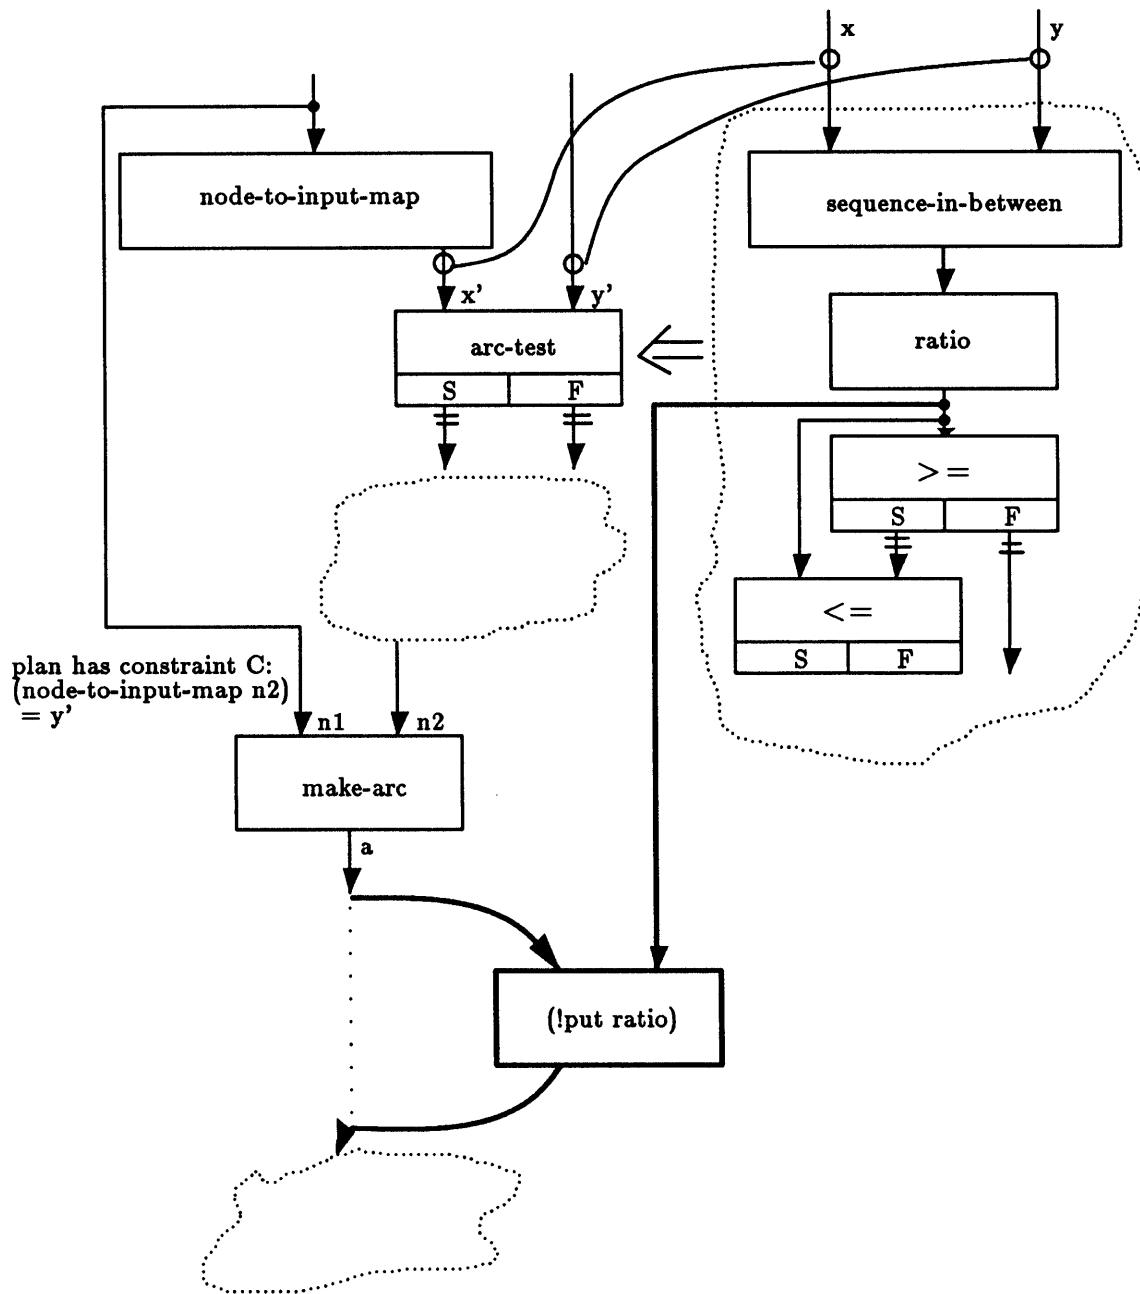 x
y
node-to-input-map
sequence-in-between
x'
y'
arc-test
S
F
ratio
>=
S
F
<=
S
F
plan has constraint C:
(node-to-input-map n2)
= y'
n1
n2
make-arc
a
(!put ratio)